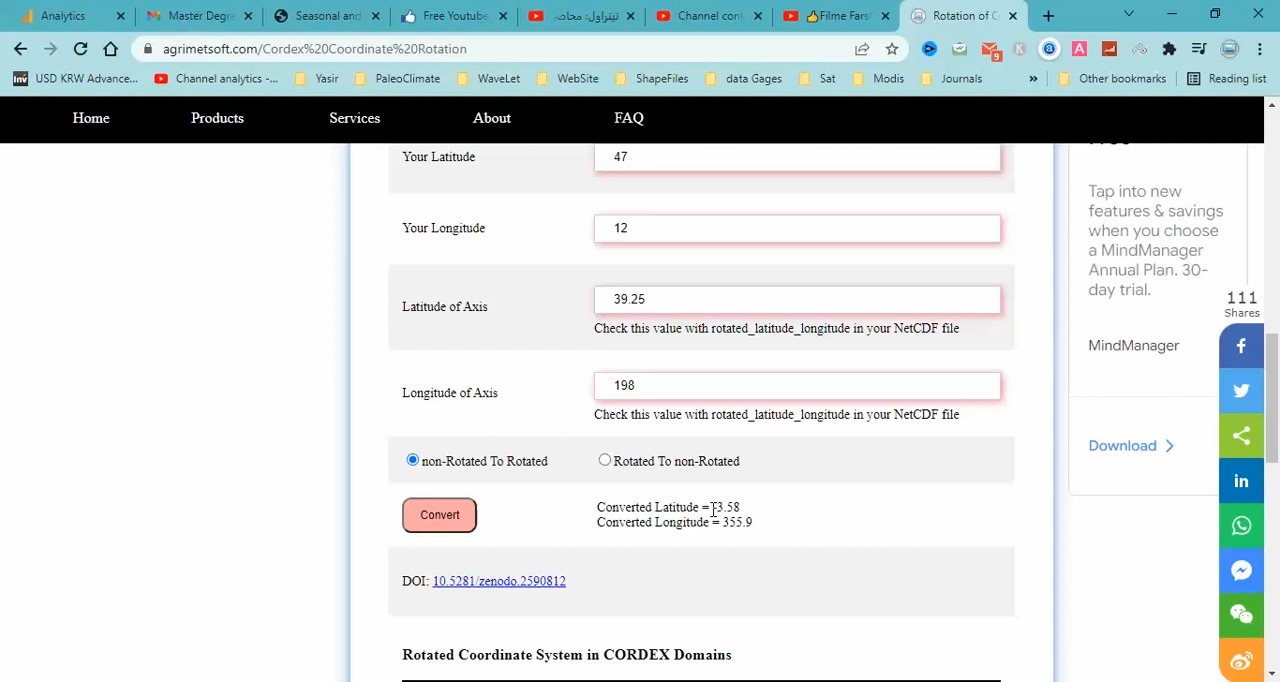 Analytics
Master Degre
Seasonal and
Free Youtube
تیتراول: محاصـ
Channel cont
Filme Fars
Rotation of C
agrimetsoft.com/Cordex%20Coordinate%20Rotation
9
USD KRW Advance...
Channel analytics -...
Yasir
PaleoClimate
WaveLet
WebSite
ShapeFiles
data Gages
Sat
Modis
Journals
»
Other bookmarks
Reading list
Home
Products
Services
About
FAQ
Your Latitude
47
Your Longitude
12
Latitude of Axis
39.25
Check this value with rotated_latitude_longitude in your NetCDF file
Longitude of Axis
198
Check this value with rotated_latitude_longitude in your NetCDF file
non-Rotated To Rotated
Rotated To non-Rotated
Convert
Converted Latitude =
3.58
Converted Longitude = 355.9
DOI: 10.5281/zenodo.2590812
Rotated Coordinate System in CORDEX Domains
Tap into new
features & savings
when you choose
a MindManager
Annual Plan. 30-
day trial.
MindManager
Download
111
Shares